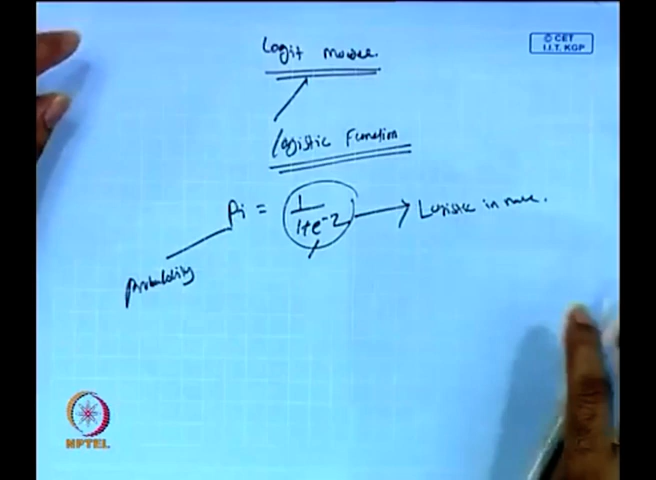 © CET
I.I.T. KGP
Logit Model.
Logistic Function
Pi = 1/1+e^-z → Logistic in nature.
Probability
NPTEL